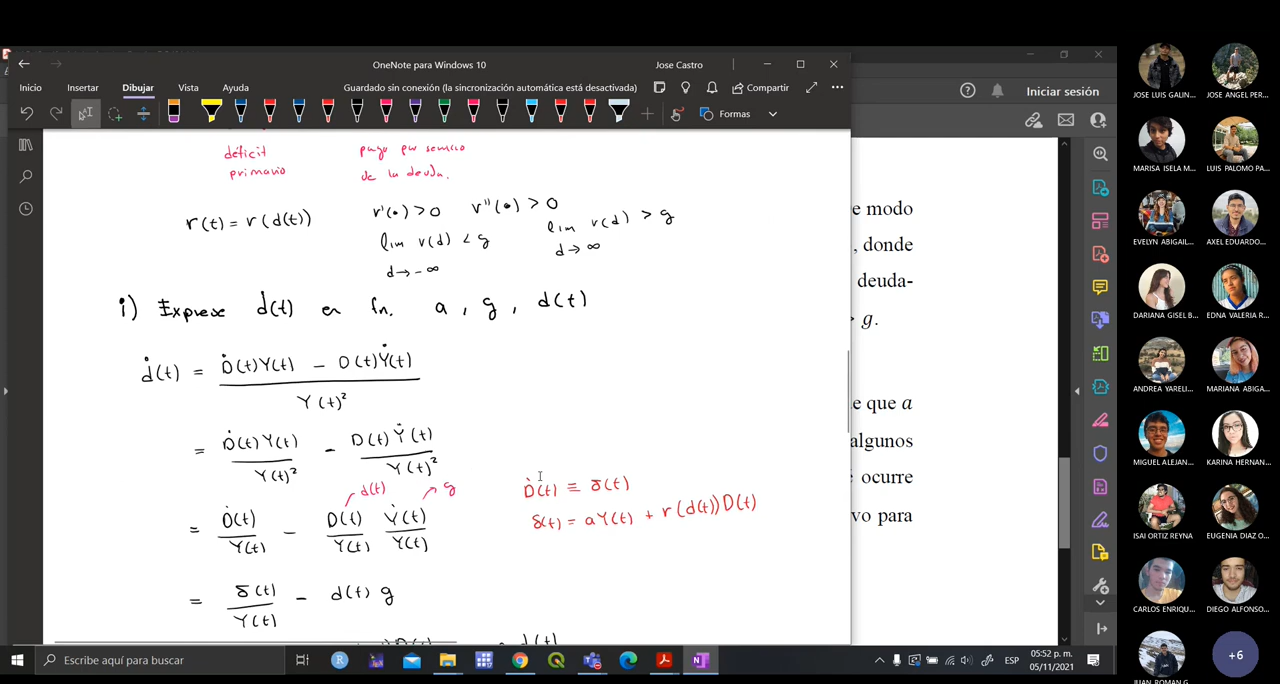 OneNote para Windows 10
Jose Castro
Inicio
Insertar
Dibujar
Vista
Ayuda
Guardado sin conexión (la sincronización automática está desactivada)
Compartir
Iniciar sesión
Formas
déficit
primario
pago por servicio
de la deuda.
r(t) = r(d(t))
r'(•) > 0
r''(•) > 0
lim r(d) < g
d→ -∞
lim r(d) > g
d→ ∞
i) Exprese ḋ(t) en fn. a, g, d(t)
ḋ(t) = Ḋ(t)Y(t) - D(t)Ẏ(t)
Y(t)²
= Ḋ(t)Y(t) - D(t)Ẏ(t)
Y(t)² Y(t)²
d(t) g
= Ḋ(t) - D(t) Ẏ(t)
Y(t) Y(t) Y(t)
Ḋ(t) ≡ δ(t)
δ(t) = aY(t) + r(d(t))D(t)
= δ(t) - d(t) g
Y(t)
d(t)
e modo
, donde
deuda-
> g.
e que a
algunos
ocurre
vo para
JOSE LUIS GALIN...
JOSE ANGEL PER...
MARISA ISELA M...
LUIS PALOMO PA...
EVELYN ABIGAIL...
AXEL EDUARDO...
DARIANA GISEL B...
EDNA VALERIA R...
ANDREA YARELI...
MARIANA ABIGA...
MIGUEL ALEJAN...
KARINA HERNAN...
ISAI ORTIZ REYNA
EUGENIA DIAZ O...
CARLOS ENRIQU...
DIEGO ALFONSO...
JUAN ROMAN G...
+6
Escribe aquí para buscar
ESP
05:52 p. m.
05/11/2021